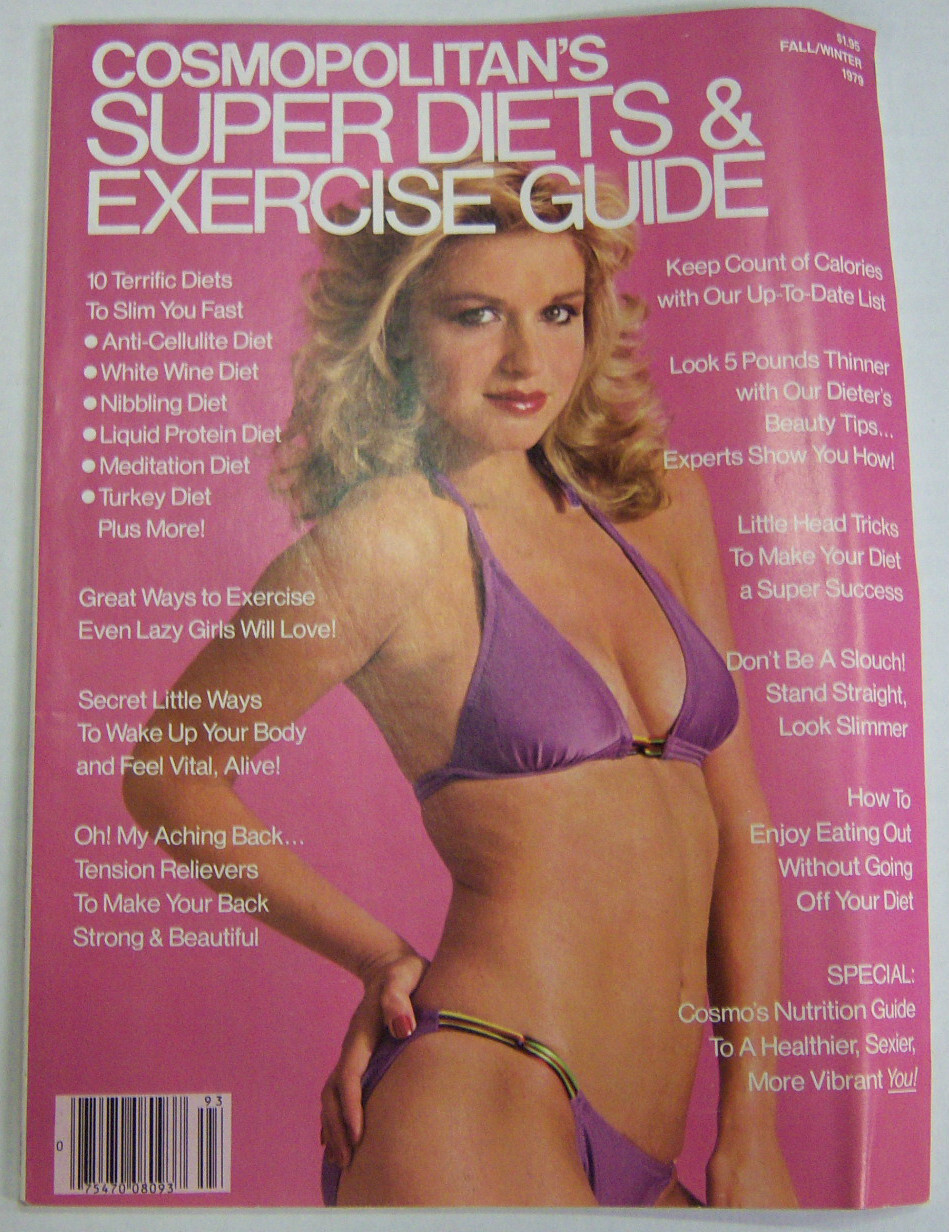 COSMOPOLITAN'S
SUPER DIETS &
EXERCISE GUIDE
$1.95
FALL/WINTER
1979
10 Terrific Diets
To Slim You Fast
● Anti-Cellulite Diet
● White Wine Diet
● Nibbling Diet
● Liquid Protein Diet
● Meditation Diet
● Turkey Diet
Plus More!
Great Ways to Exercise
Even Lazy Girls Will Love!
Secret Little Ways
To Wake Up Your Body
and Feel Vital, Alive!
Oh! My Aching Back...
Tension Relievers
To Make Your Back
Strong & Beautiful
Keep Count of Calories
with Our Up-To-Date List
Look 5 Pounds Thinner
with Our Dieter's
Beauty Tips...
Experts Show You How!
Little Head Tricks
To Make Your Diet
a Super Success
Don't Be A Slouch!
Stand Straight,
Look Slimmer
How To
Enjoy Eating Out
Without Going
Off Your Diet
SPECIAL:
Cosmo's Nutrition Guide
To A Healthier, Sexier,
More Vibrant You!
93
0
75470 08093